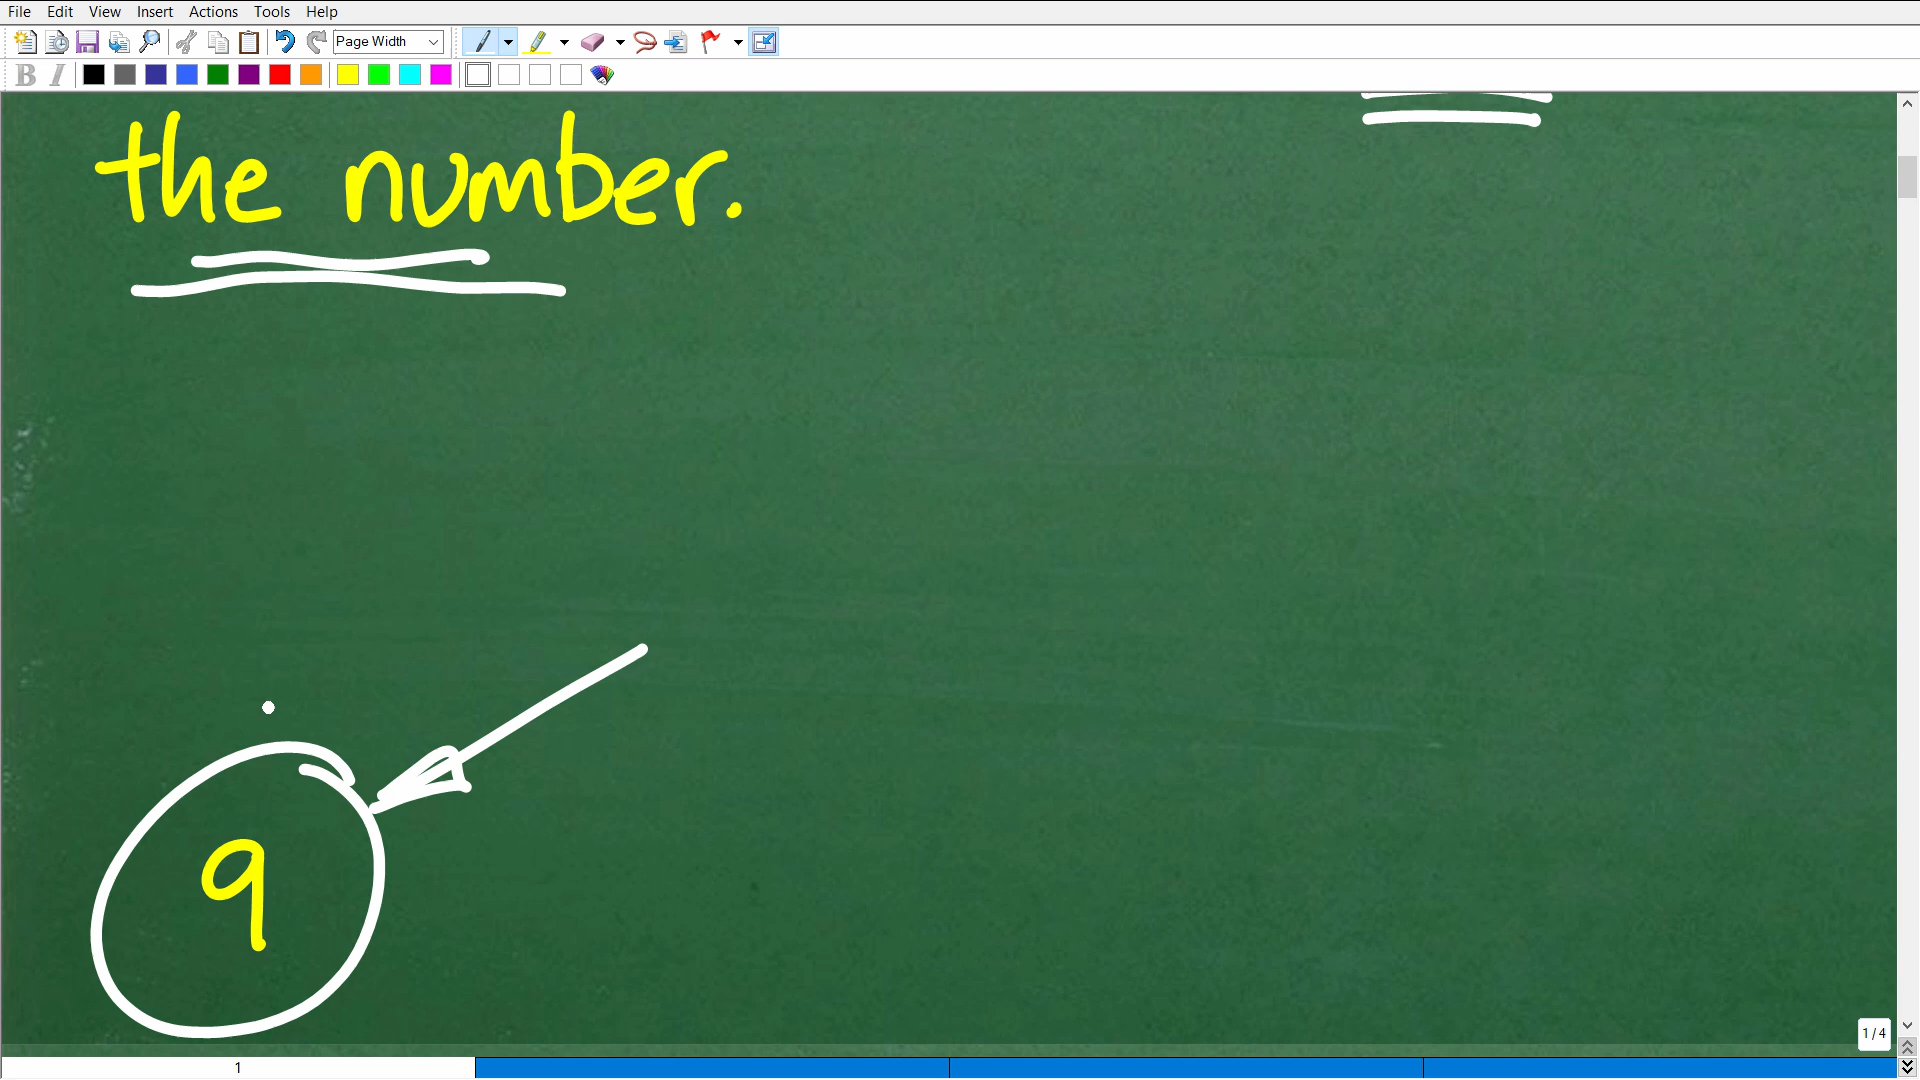 File Edit View Insert Actions Tools Help
Page Width
B I
the number.
9
1 / 4
1